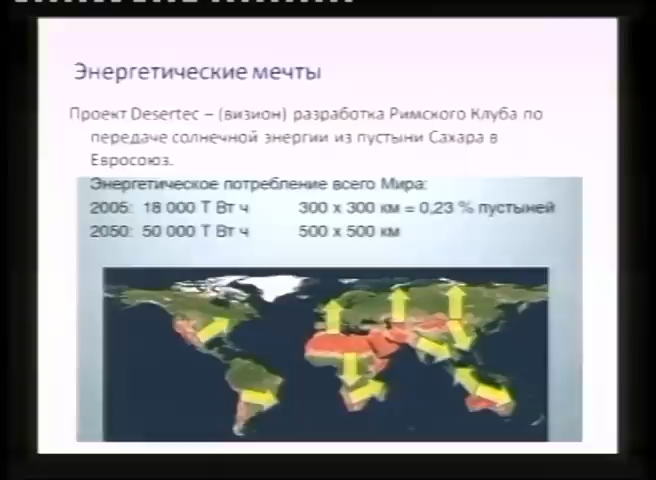 Энергетические мечты
Проект Desertec – (визион) разработка Римского Клуба по
передаче солнечной энергии из пустыни Сахара в
Евросоюз.
Энергетическое потребление всего Мира:
2005: 18 000 Т Вт ч 300 x 300 км = 0,23 % пустыней
2050: 50 000 Т Вт ч 500 x 500 км